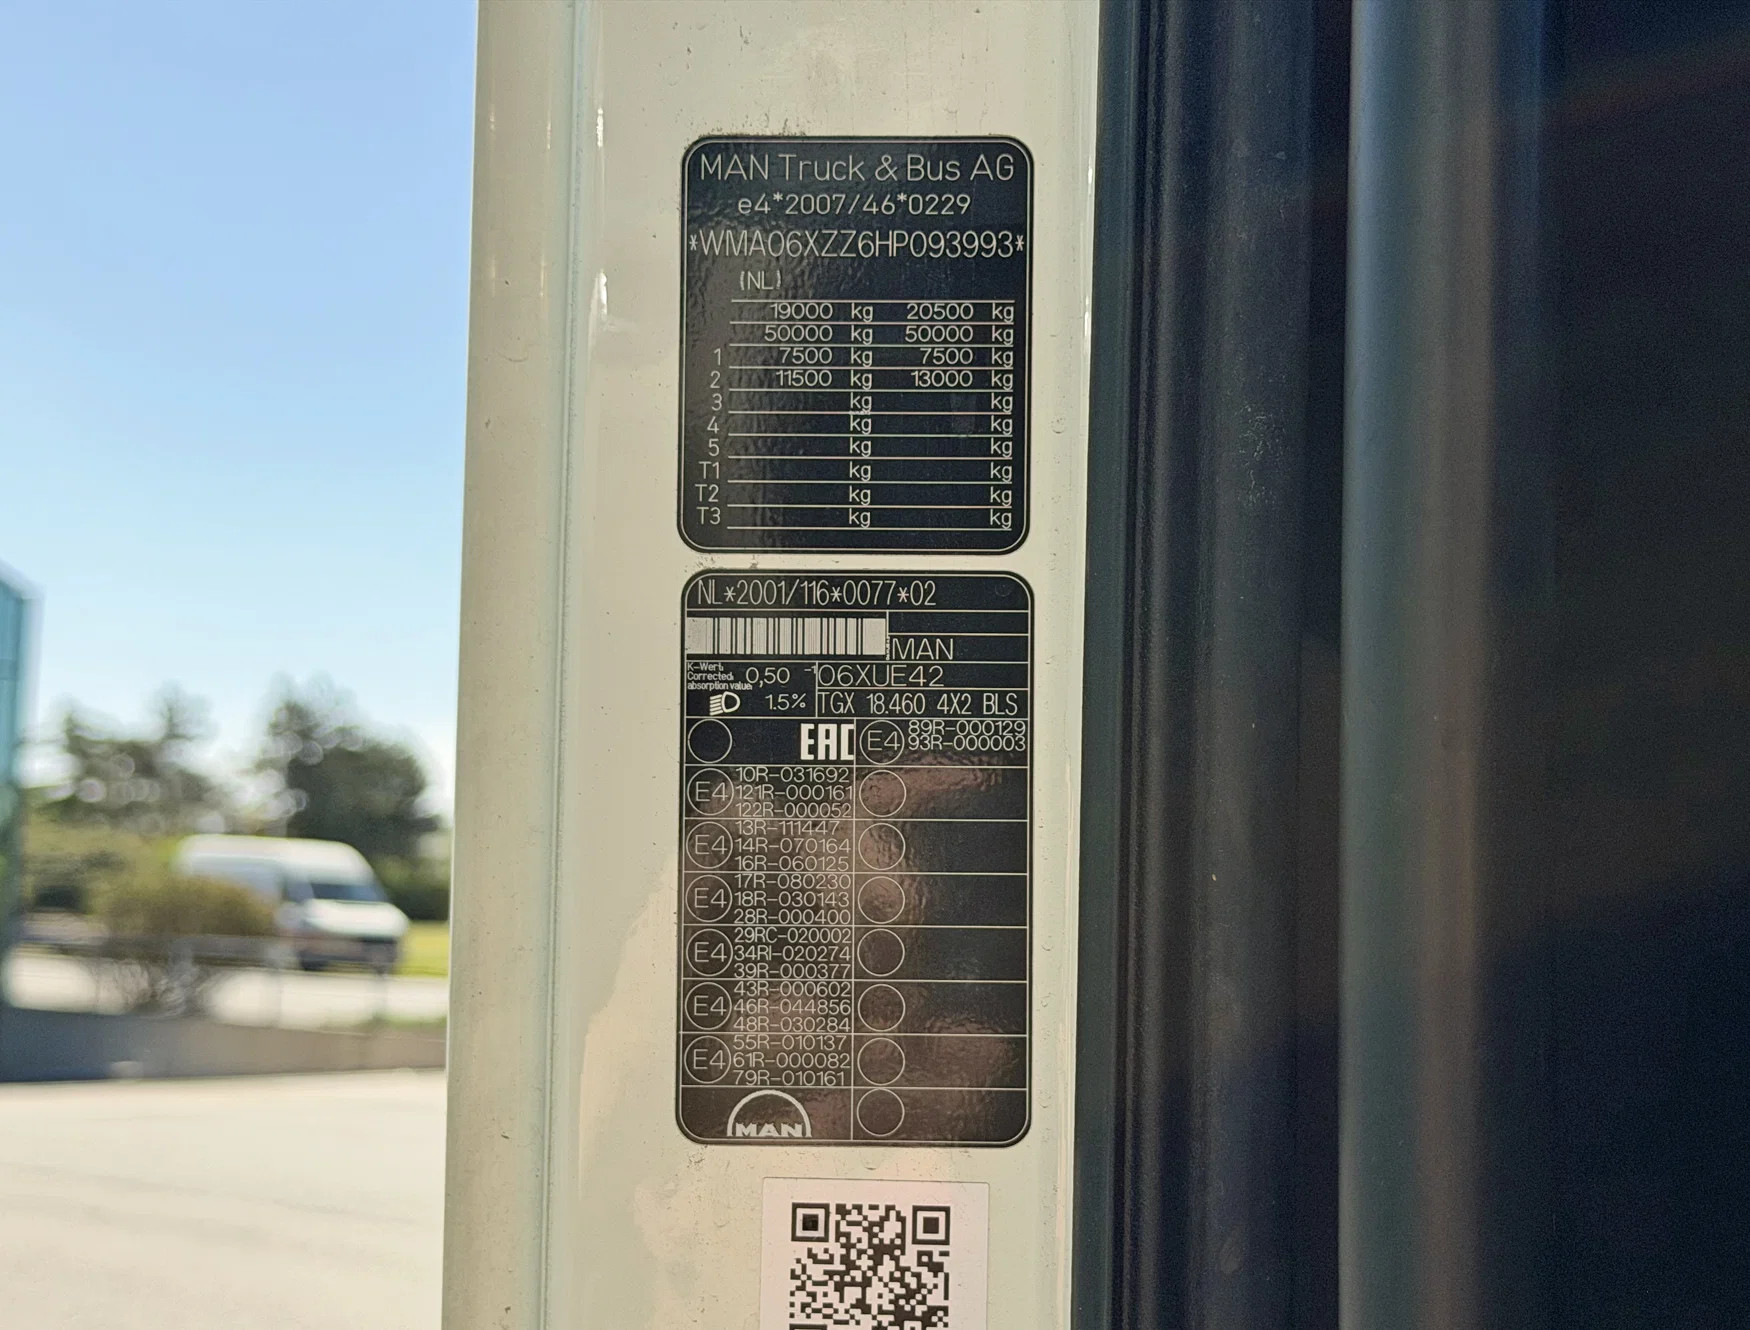 MAN Truck & Bus AG
e4*2007/46*0229
*WMA06XZZ6HP093993*
(NL)
19000 kg 20500 kg
50000 kg 50000 kg
1 7500 kg 7500 kg
2 11500 kg 13000 kg
3 kg kg
4 kg kg
5 kg kg
T1 kg kg
T2 kg kg
T3 kg kg
NL*2001/116*0077*02
MAN
K-Wert:
Corrected absorption value: 0,50 -1 06XUE42
1.5% TGX 18.460 4X2 BLS
EAC E4 89R-000129
93R-000003
E4 10R-031692
121R-000161
122R-000052
E4 13R-111447
14R-070164
16R-060125
E4 17R-080230
18R-030143
28R-000400
E4 29RC-020002
34RI-020274
39R-000377
E4 43R-000602
46R-044856
48R-030284
E4 55R-010137
61R-000082
79R-010161
MAN